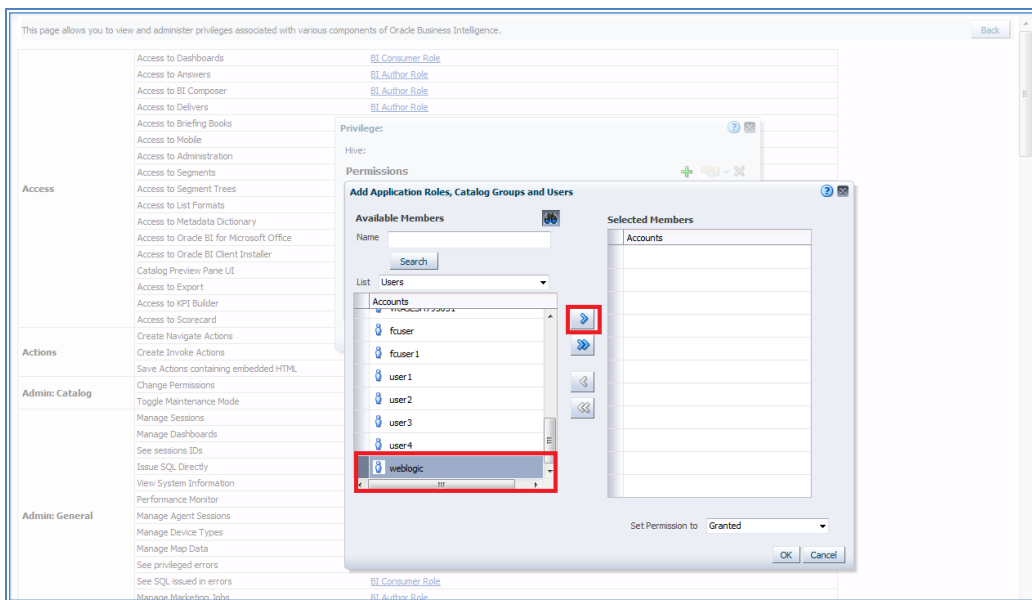 This page allows you to view and administer privileges associated with various components of Oracle Business Intelligence. Back
Access
Access to Dashboards BI Consumer Role
Access to Answers BI Author Role
Access to BI Composer BI Author Role
Access to Delivers BI Author Role
Access to Briefing Books
Access to Mobile
Access to Administration
Access to Segments
Access to Segment Trees
Access to List Formats
Access to Metadata Dictionary
Access to Oracle BI for Microsoft Office
Access to Oracle BI Client Installer
Catalog Preview Pane UI
Access to Export
Access to KPI Builder
Access to Scorecard
Actions
Create Navigate Actions
Create Invoke Actions
Save Actions containing embedded HTML
Admin: Catalog
Change Permissions
Toggle Maintenance Mode
Admin: General
Manage Sessions
Manage Dashboards
See sessions IDs
Issue SQL Directly
View System Information
Performance Monitor
Manage Agent Sessions
Manage Device Types
Manage Map Data
See privileged errors
See SQL issued in errors BI Consumer Role
Manage Marketing Jobs BI Author Role
Privilege:
Hive:
Permissions
Add Application Roles, Catalog Groups and Users
Available Members
Name
Search
List Users
Accounts
fcuser
fcuser1
user1
user2
user3
user4
weblogic
Selected Members
Accounts
Set Permission to Granted
OK Cancel